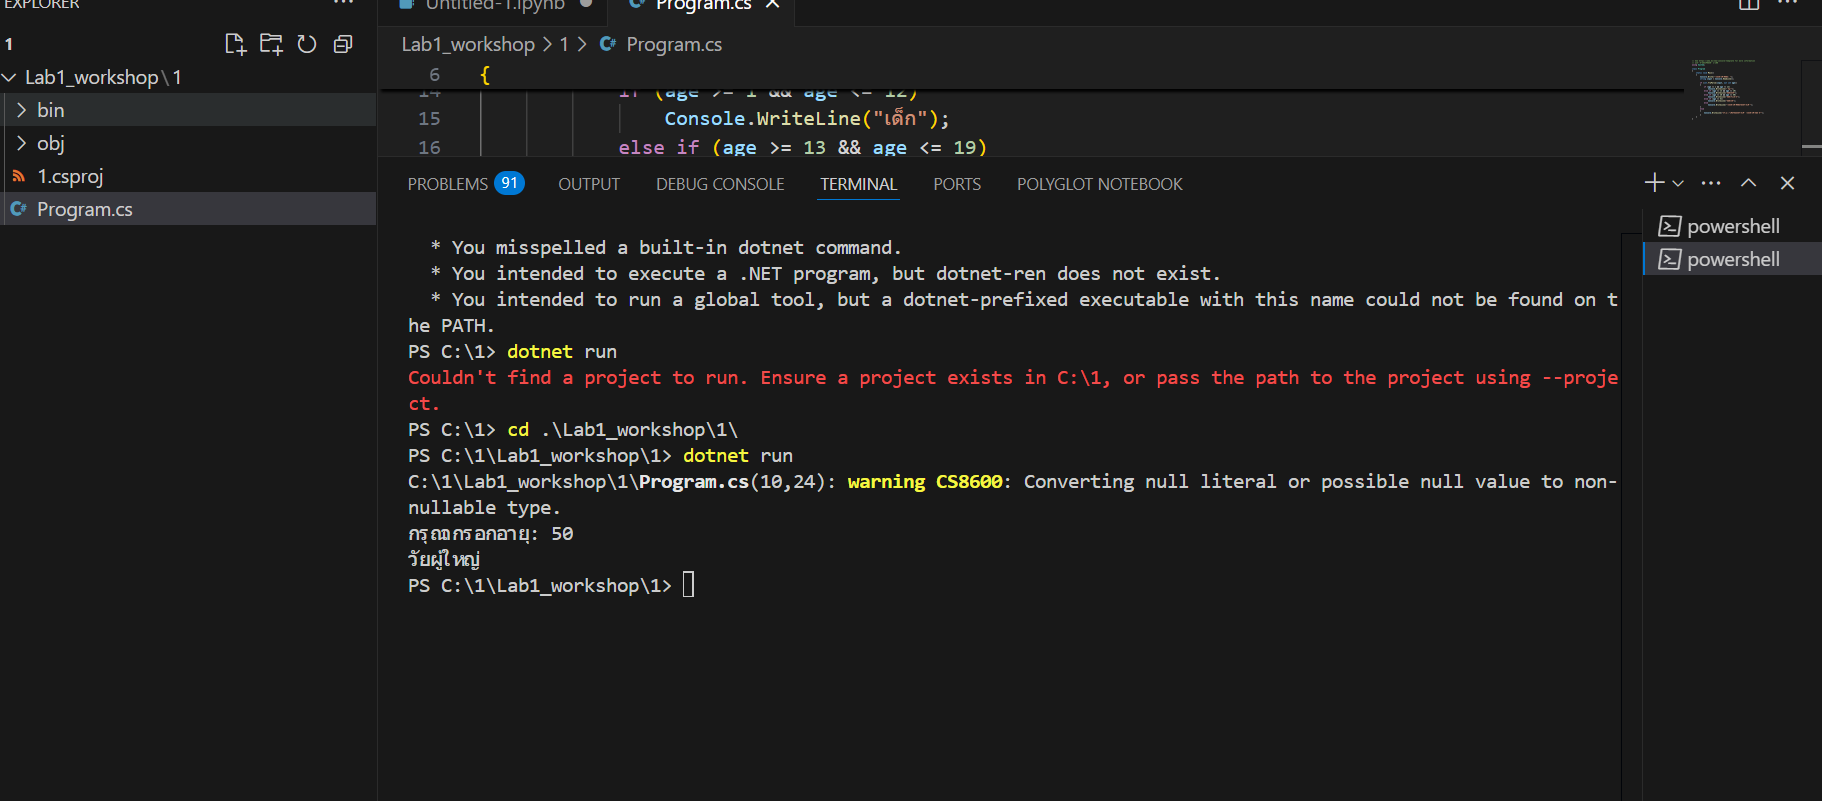 EXPLORER
Untitled-1.ipynb
Program.cs
1
Lab1_workshop > 1 > Program.cs
Lab1_workshop\1
6 {
bin
14 if (age >= 1 && age <= 12)
15 Console.WriteLine("เด็ก");
obj
16 else if (age >= 13 && age <= 19)
1.csproj
PROBLEMS 91 OUTPUT DEBUG CONSOLE TERMINAL PORTS POLYGLOT NOTEBOOK
Program.cs
powershell
powershell
* You misspelled a built-in dotnet command.
* You intended to execute a .NET program, but dotnet-ren does not exist.
* You intended to run a global tool, but a dotnet-prefixed executable with this name could not be found on t
he PATH.
PS C:\1> dotnet run
Couldn't find a project to run. Ensure a project exists in C:\1, or pass the path to the project using --proje
ct.
PS C:\1> cd .\Lab1_workshop\1\
PS C:\1\Lab1_workshop\1> dotnet run
C:\1\Lab1_workshop\1\Program.cs(10,24): warning CS8600: Converting null literal or possible null value to non-
nullable type.
กรุณากรอกอายุ: 50
วัยผู้ใหญ่
PS C:\1\Lab1_workshop\1>